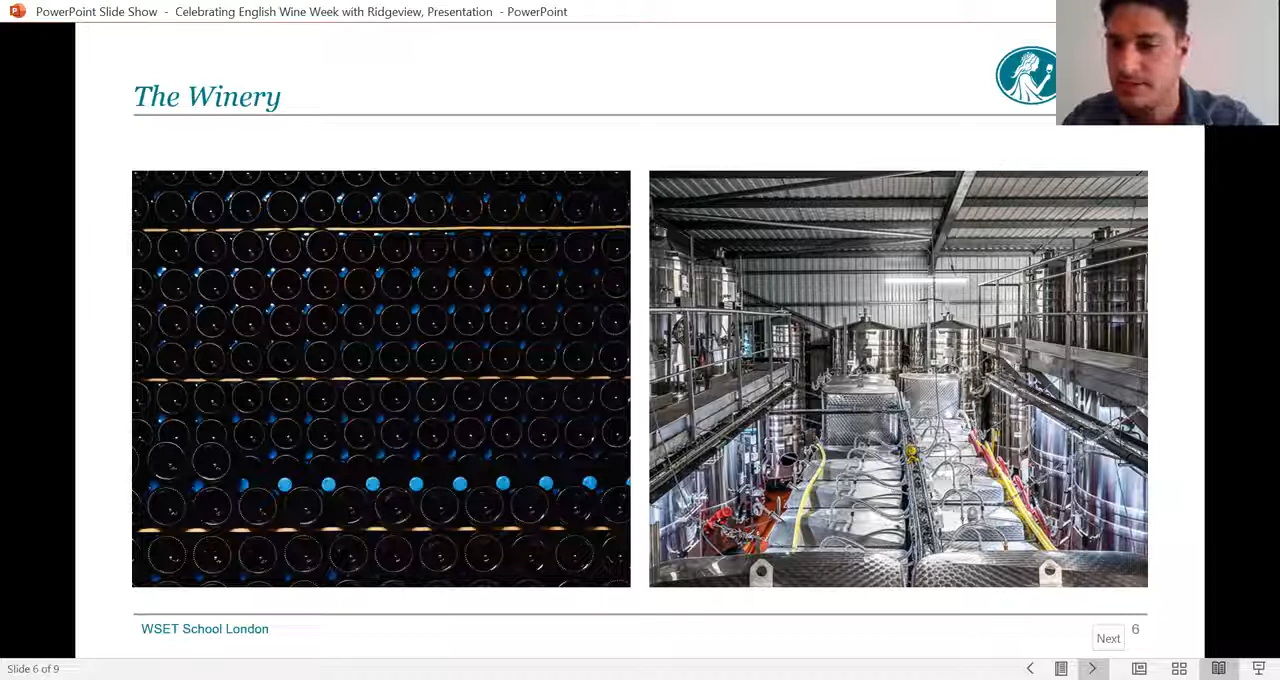 PowerPoint Slide Show - Celebrating English Wine Week with Ridgeview, Presentation - PowerPoint
The Winery
WSET School London
6
Next
Slide 6 of 9